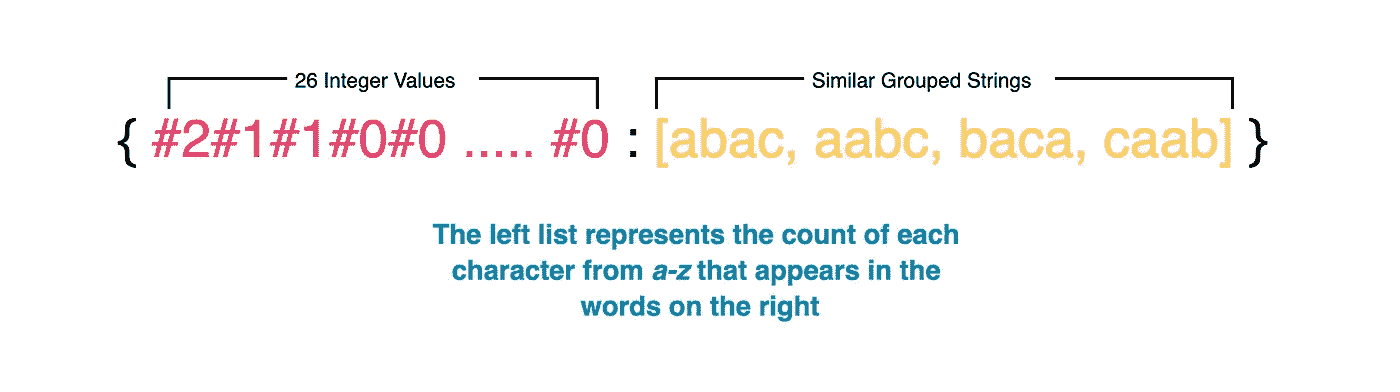 26 Integer Values Similar Grouped Strings
{ #2#1#1#0#0 ..... #0 : [abac, aabc, baca, caab] }
The left list represents the count of each
character from a-z that appears in the
words on the right